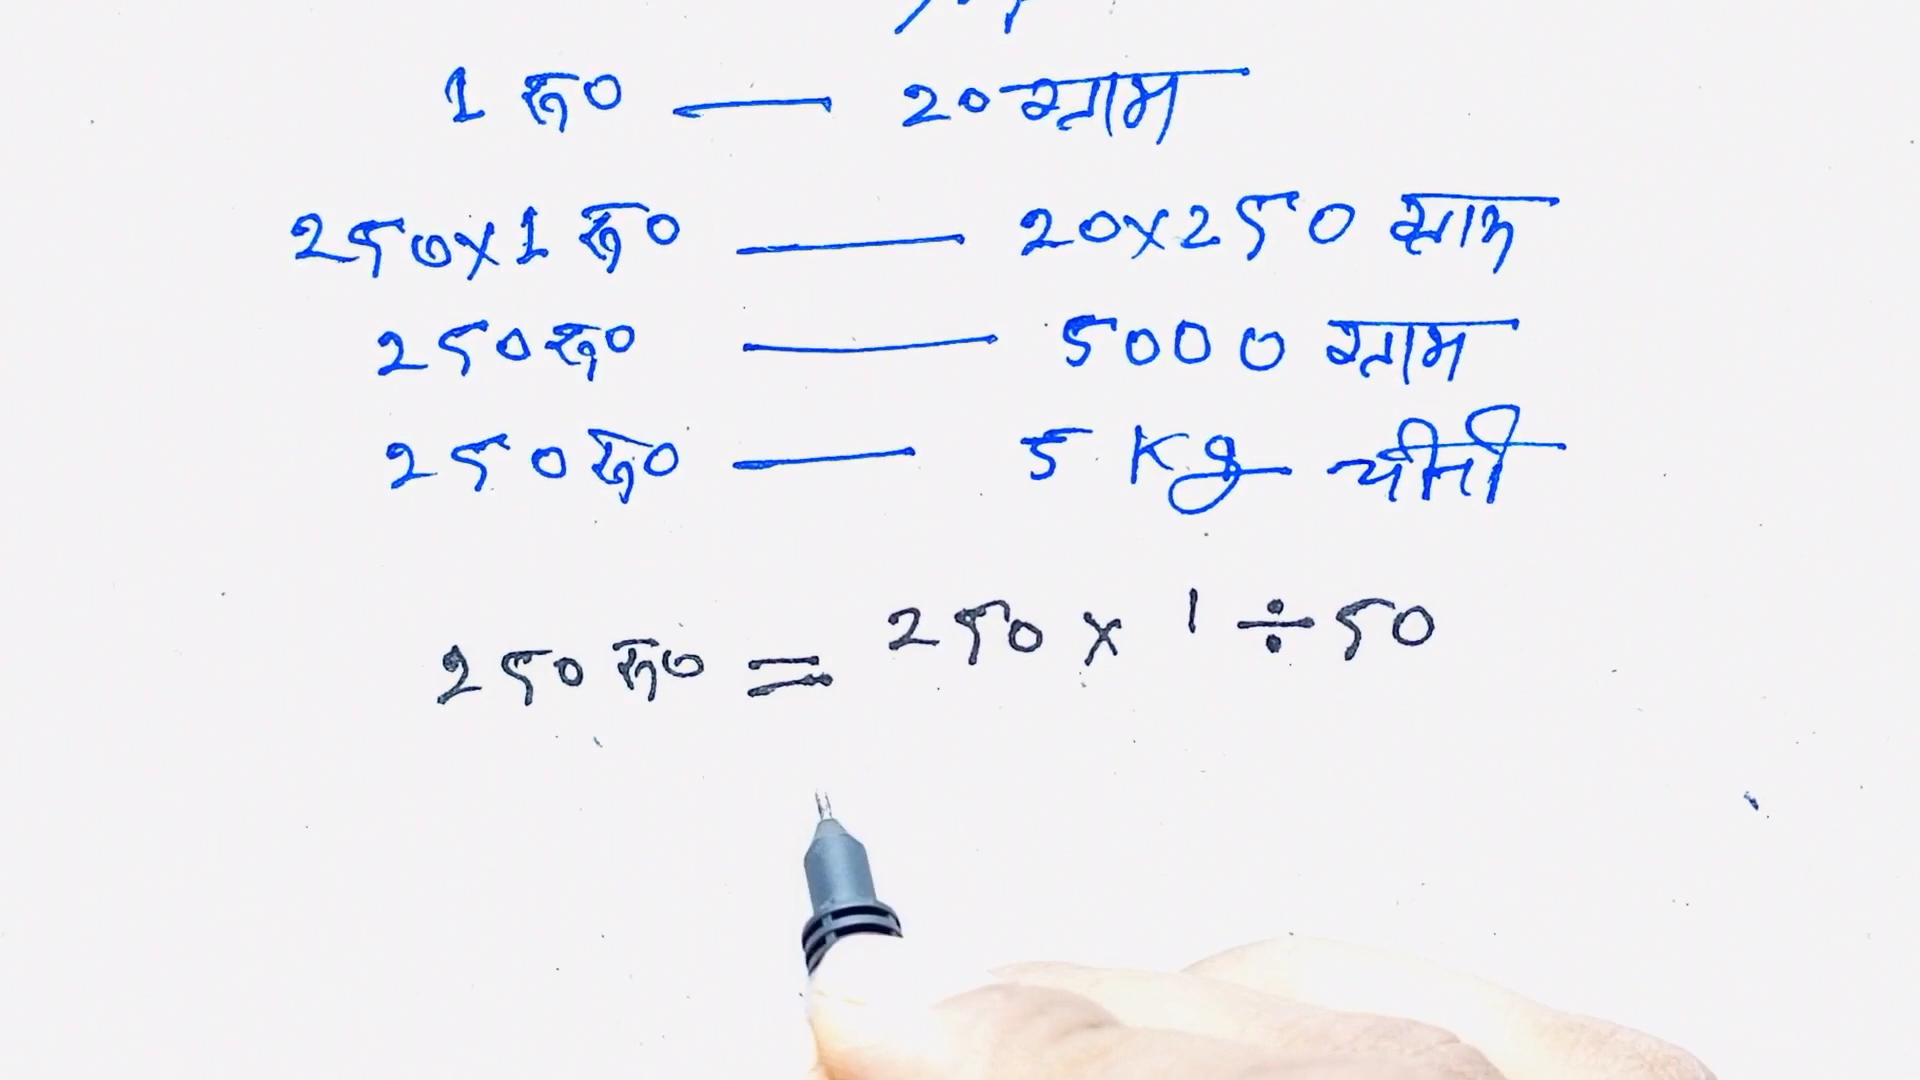 1 रू० — 20 ग्राम
250×1 रू० — 20×250 ग्राम
250 रू० — 5000 ग्राम
250 रू० — 5 Kg चीनी
250 रू० = 250 × 1 ÷ 50